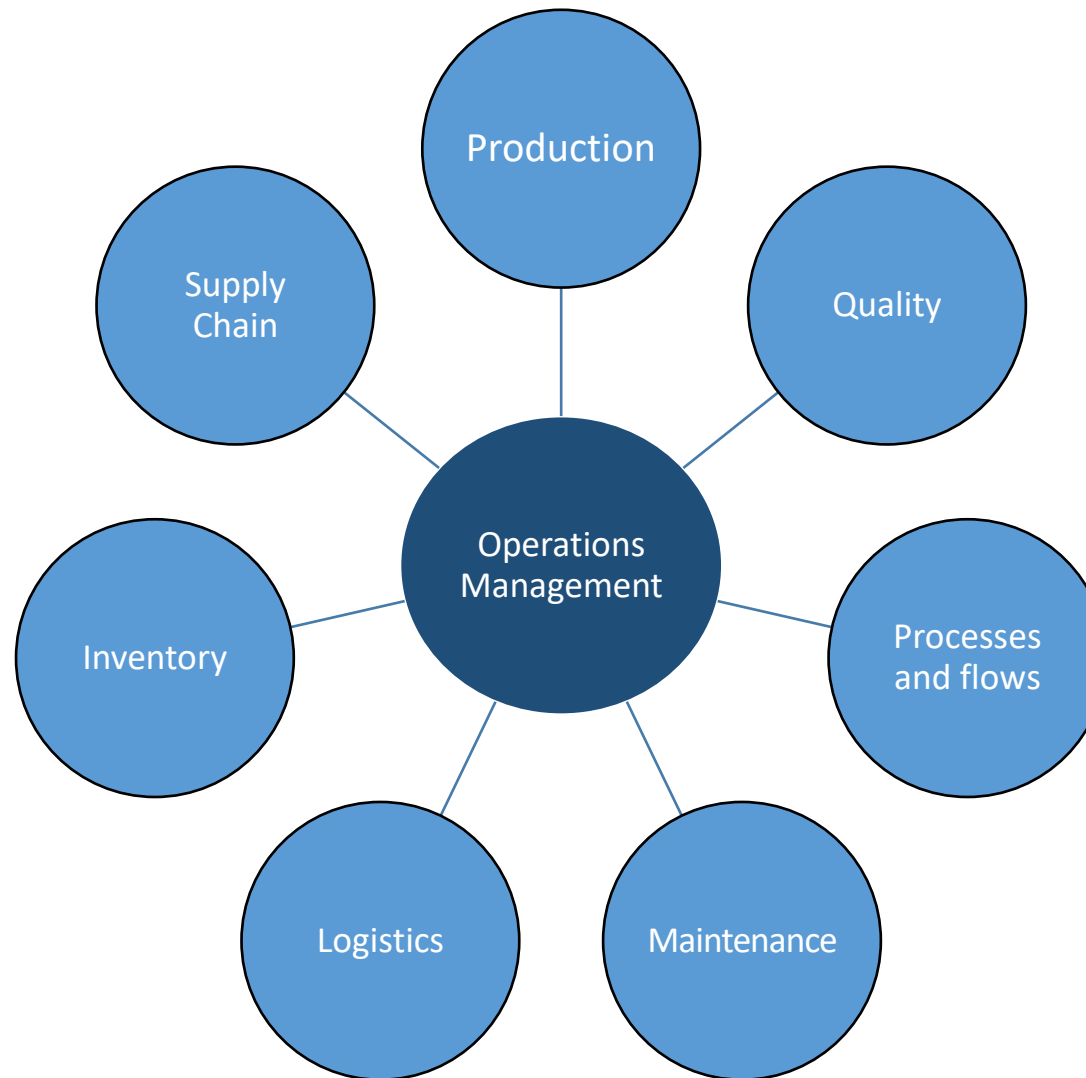 Production
Supply
Chain
Quality
Operations
Management
Inventory
Processes
and flows
Logistics
Maintenance